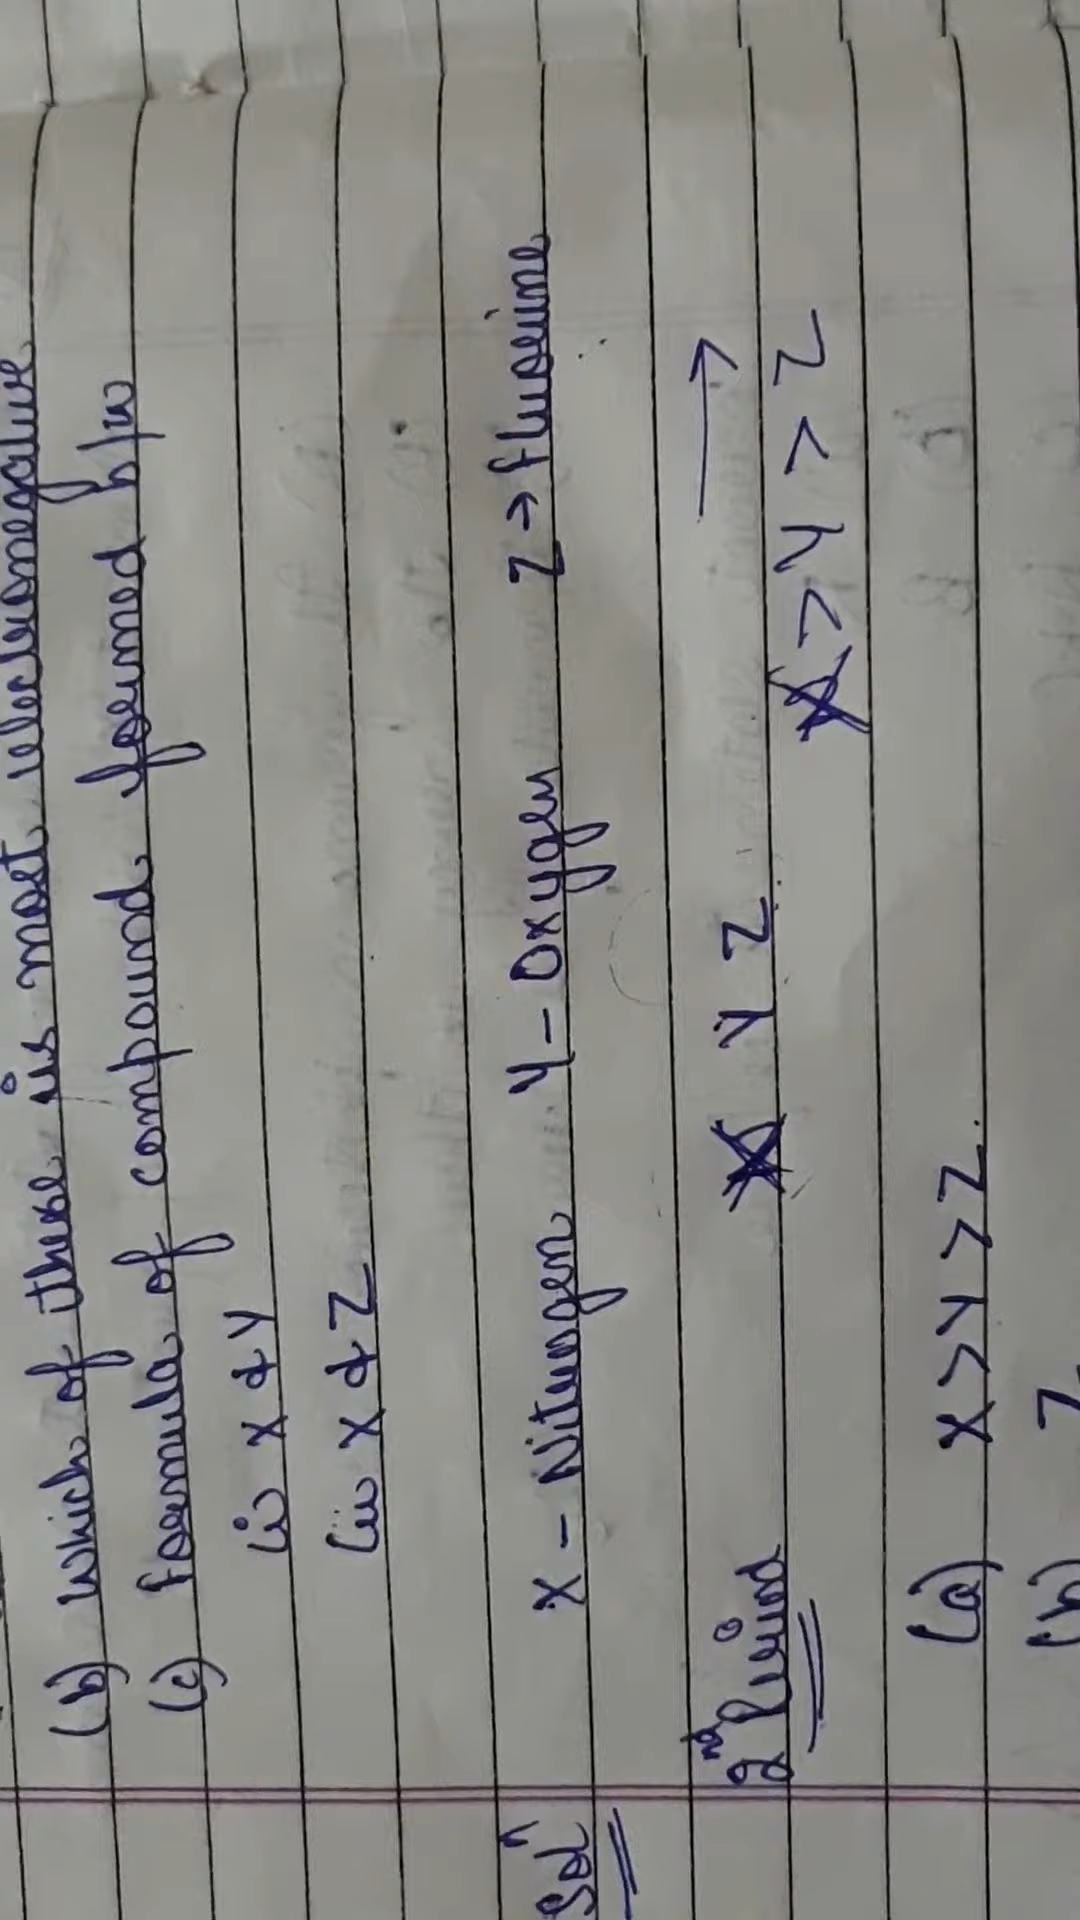 (b) Which of these is most electronegative
(c) formula of compound formed b/w
(i) X & Y
(ii) X & Z
Solⁿ X - Nitrogen Y - Oxygen Z → fluorine
2nd Period X Y Z →
X > Y > Z
(a) X > Y > Z.
(b) Z